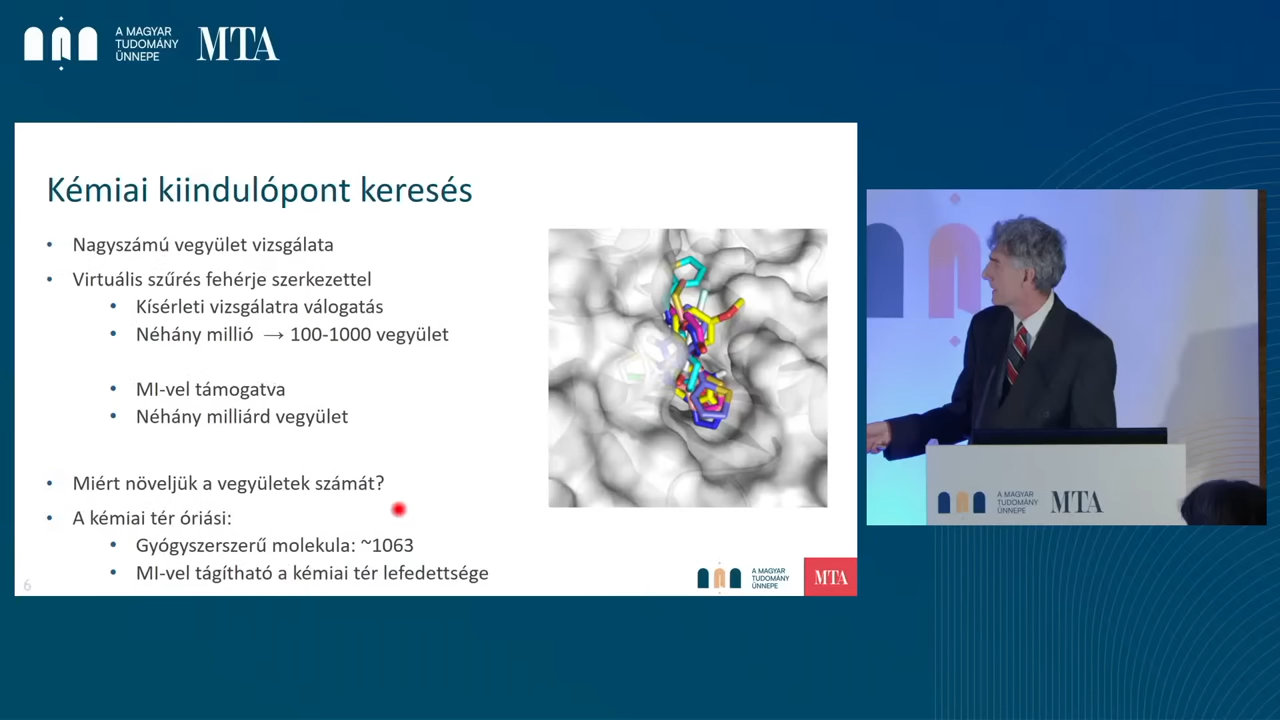 A MAGYAR
TUDOMÁNY
ÜNNEPE
MTA
Kémiai kiindulópont keresés
• Nagyszámú vegyület vizsgálata
• Virtuális szűrés fehérje szerkezettel
• Kísérleti vizsgálatra válogatás
• Néhány millió → 100-1000 vegyület
• MI-vel támogatva
• Néhány milliárd vegyület
• Miért növeljük a vegyületek számát?
• A kémiai tér óriási:
• Gyógyszerszerű molekula: ~1063
• MI-vel tágítható a kémiai tér lefedettsége
6
A MAGYAR
TUDOMÁNY
ÜNNEPE
MTA
A MAGYAR
TUDOMÁNY
ÜNNEPE
MTA